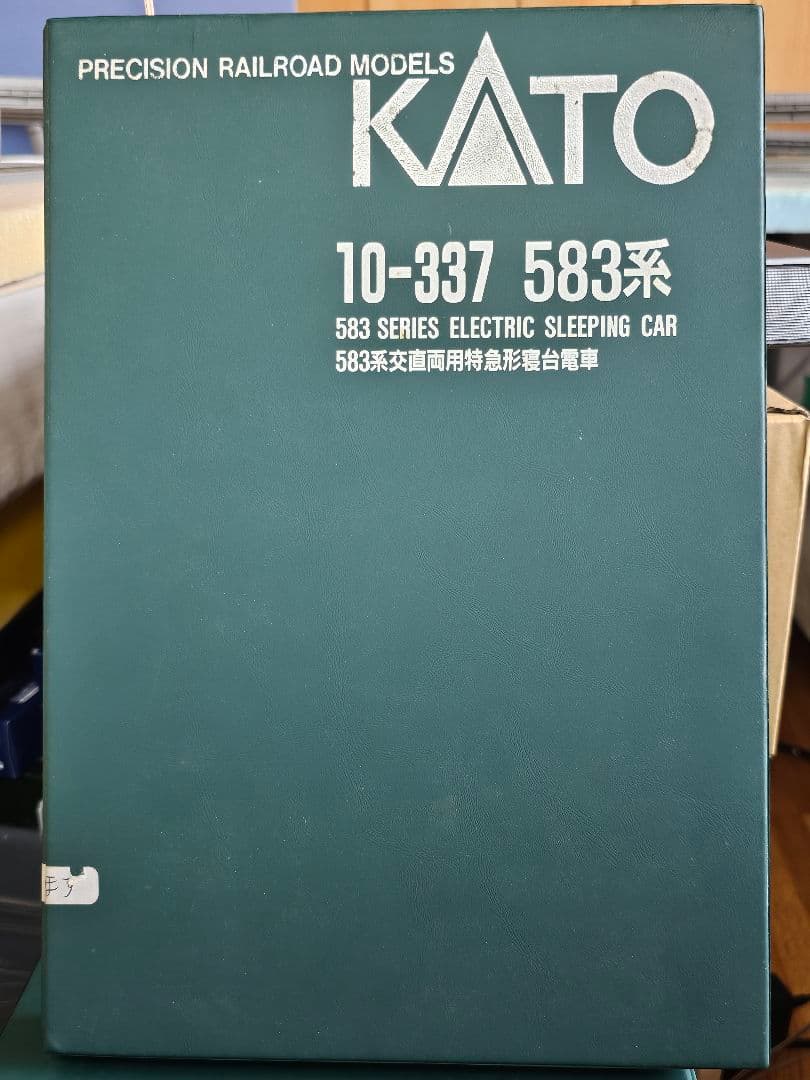 PRECISION RAILROAD MODELS
KATO
10-337 583系
583 SERIES ELECTRIC SLEEPING CAR
583系交直両用特急形寝台電車